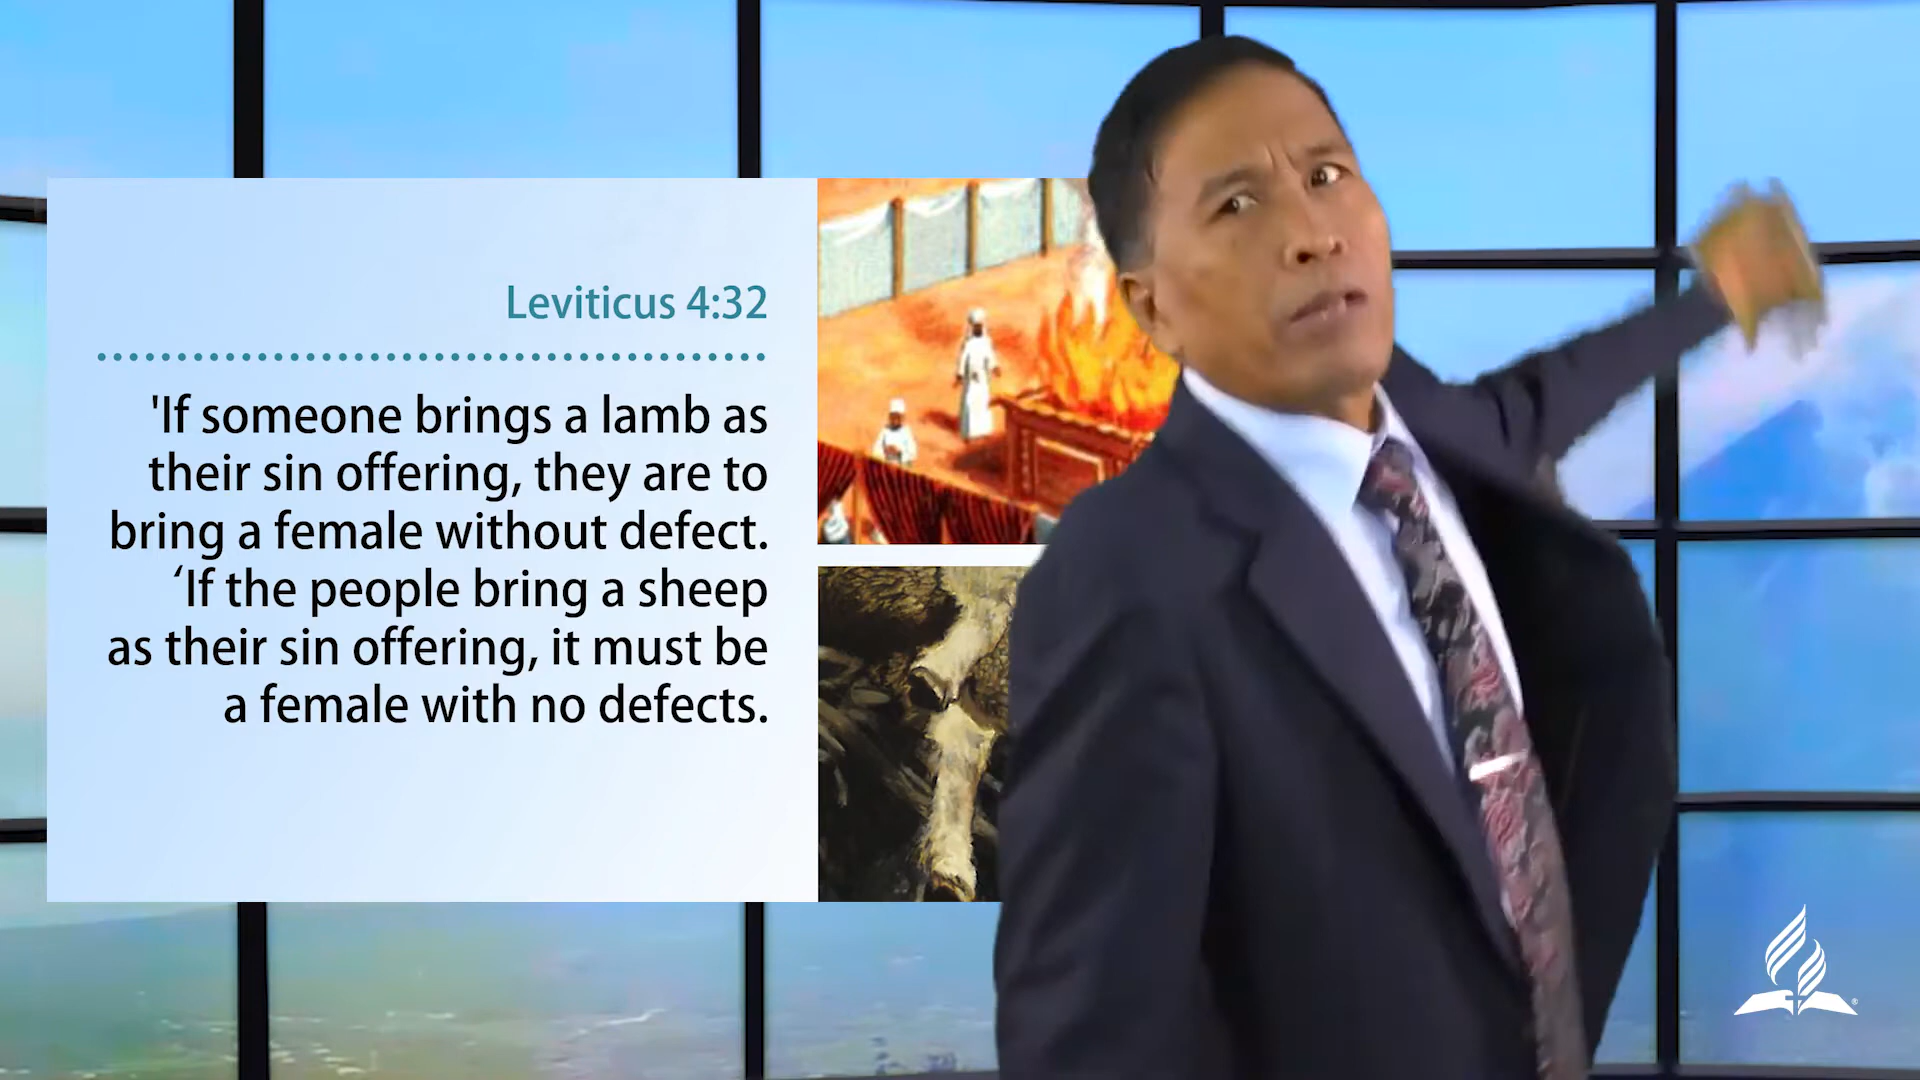 Leviticus 4:32
'If someone brings a lamb as
their sin offering, they are to
bring a female without defect.
‘If the people bring a sheep
as their sin offering, it must be
a female with no defects.
®